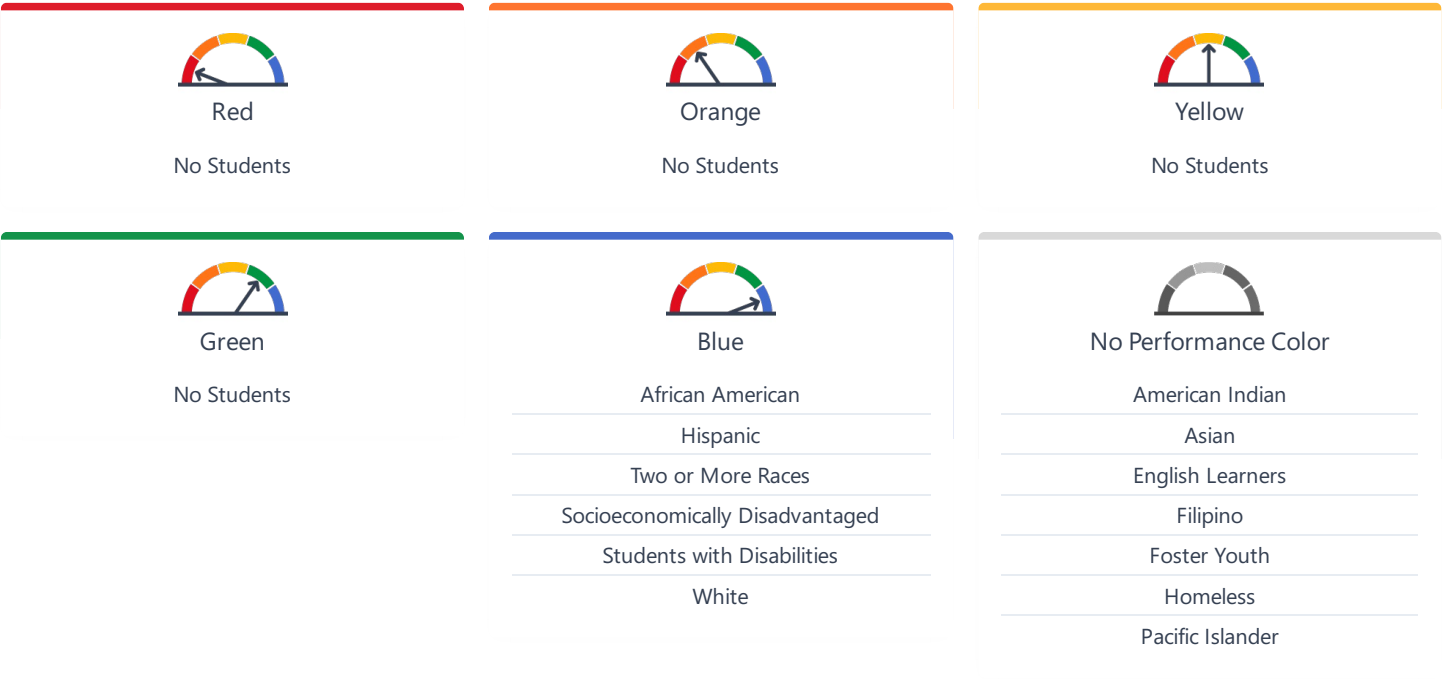 Red
No Students
Orange
No Students
Yellow
No Students
Green
No Students
Blue
African American
Hispanic
Two or More Races
Socioeconomically Disadvantaged
Students with Disabilities
White
No Performance Color
American Indian
Asian
English Learners
Filipino
Foster Youth
Homeless
Pacific Islander